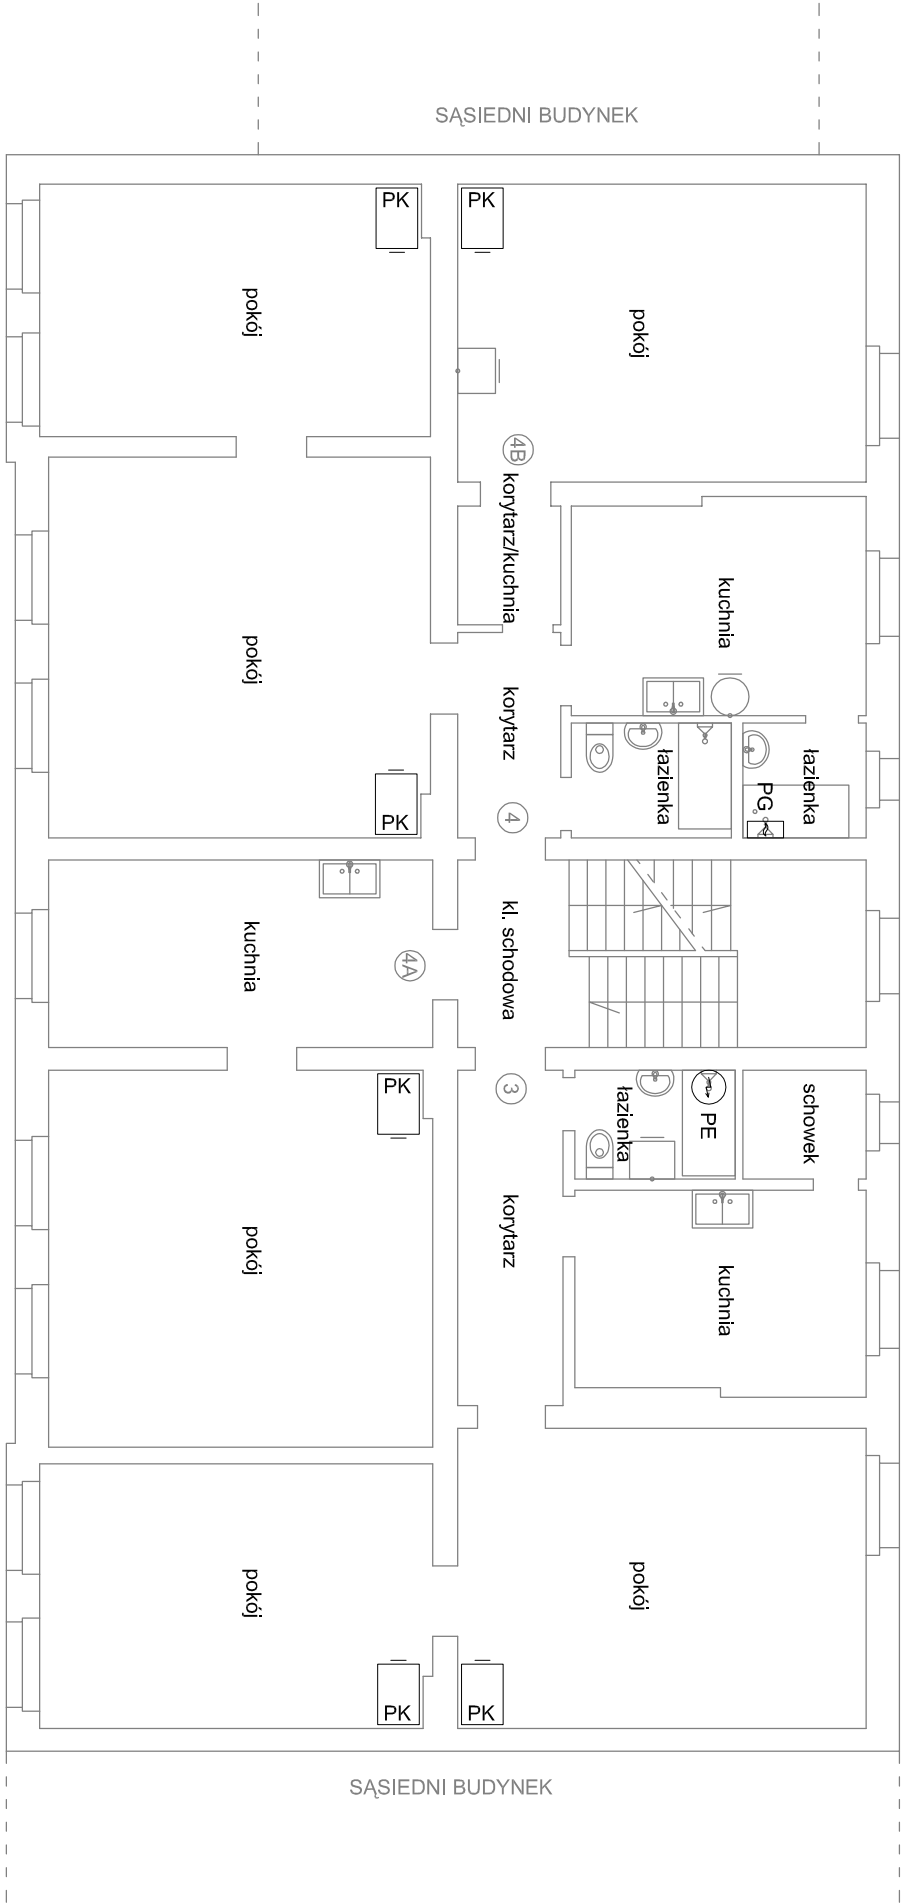 SĄSIEDNI BUDYNEK
PK
PK
pokój
pokój
4B
korytarz/kuchnia
kuchnia
pokój
korytarz
łazienka
łazienka
PG
PK
4
kuchnia
4A
kl. schodowa
PK
3
łazienka
PE
schowek
korytarz
pokój
kuchnia
pokój
pokój
PK
PK
SĄSIEDNI BUDYNEK